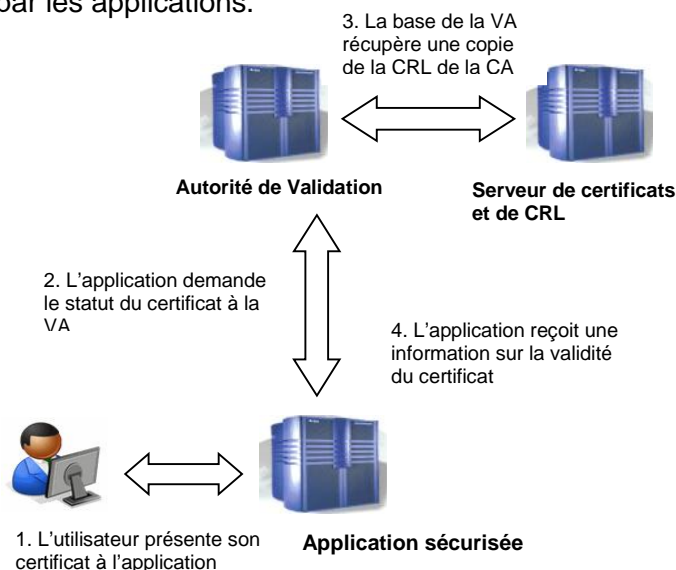 par les applications.
3. La base de la VA
récupère une copie
de la CRL de la CA
Autorité de Validation
Serveur de certificats
et de CRL
2. L'application demande
le statut du certificat à la
VA
4. L'application reçoit une
information sur la validité
du certificat
1. L'utilisateur présente son
certificat à l'application
Application sécurisée